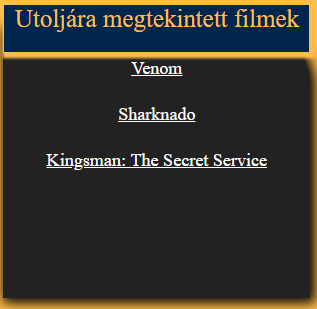 Utoljára megtekintett filmek
Venom
Sharknado
Kingsman: The Secret Service